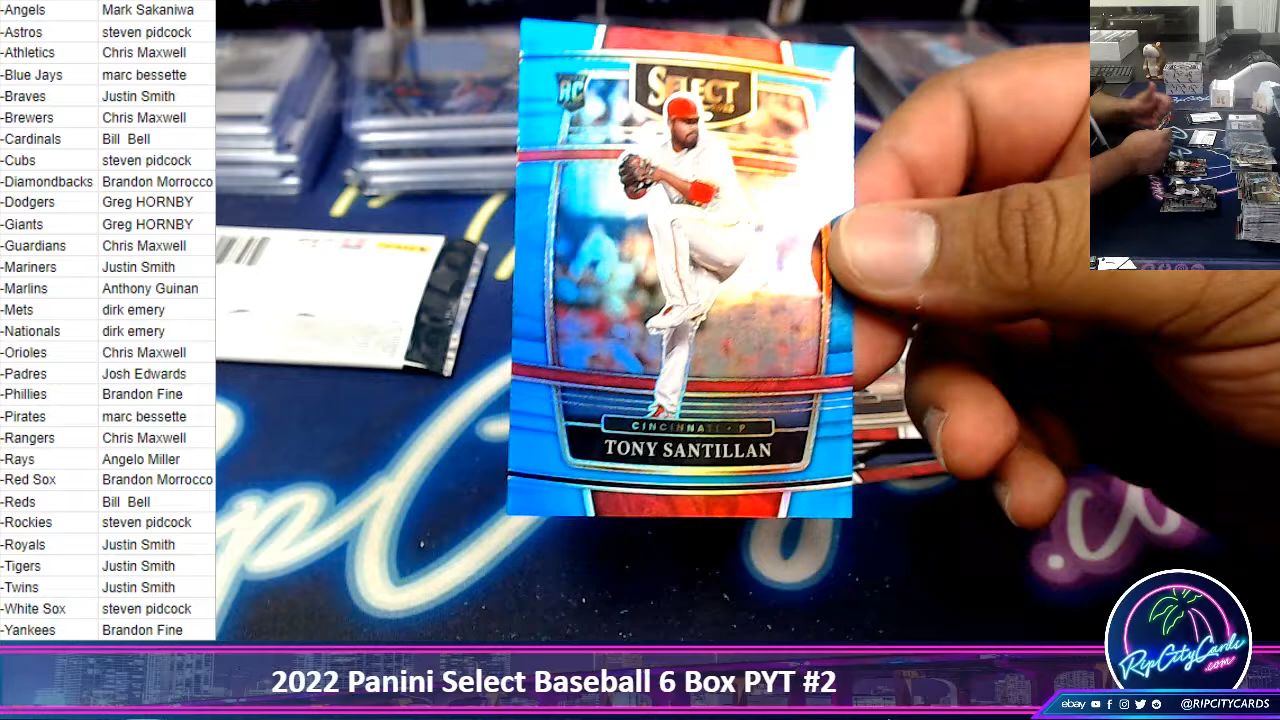 -Angels Mark Sakaniwa
-Astros steven pidcock
-Athletics Chris Maxwell
-Blue Jays marc bessette
-Braves Justin Smith
-Brewers Chris Maxwell
-Cardinals Bill Bell
-Cubs steven pidcock
-Diamondbacks Brandon Morrocco
-Dodgers Greg HORNBY
-Giants Greg HORNBY
-Guardians Chris Maxwell
-Mariners Justin Smith
-Marlins Anthony Guinan
-Mets dirk emery
-Nationals dirk emery
-Orioles Chris Maxwell
-Padres Josh Edwards
-Phillies Brandon Fine
-Pirates marc bessette
-Rangers Chris Maxwell
-Rays Angelo Miller
-Red Sox Brandon Morrocco
-Reds Bill Bell
-Rockies steven pidcock
-Royals Justin Smith
-Tigers Justin Smith
-Twins Justin Smith
-White Sox steven pidcock
-Yankees Brandon Fine
RC
SELECT
CINCINNATI • P
TONY SANTILLAN
RipCityCards
.com
2022 Panini Select Baseball 6 Box PYT #2
ebay @RIPCITYCARDS